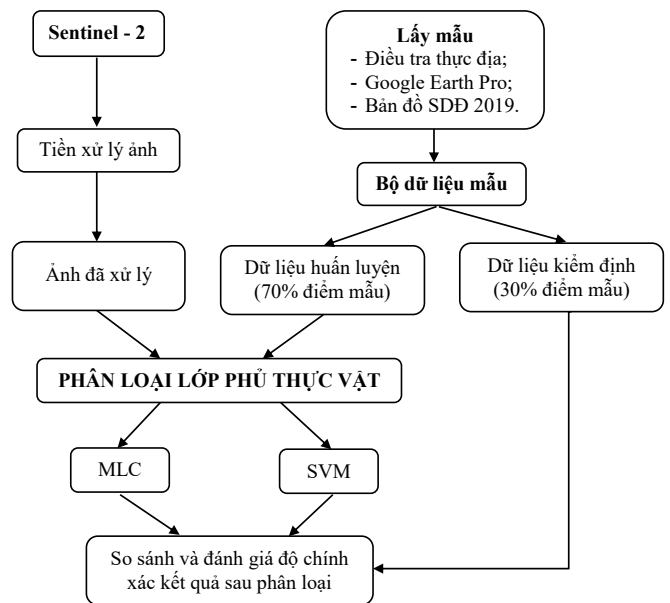 Sentinel - 2
Lấy mẫu
- Điều tra thực địa;
- Google Earth Pro;
- Bản đồ SDĐ 2019.
Tiền xử lý ảnh
Bộ dữ liệu mẫu
Ảnh đã xử lý
Dữ liệu huấn luyện
(70% điểm mẫu)
Dữ liệu kiểm định
(30% điểm mẫu)
PHÂN LOẠI LỚP PHỦ THỰC VẬT
MLC
SVM
So sánh và đánh giá độ chính
xác kết quả sau phân loại